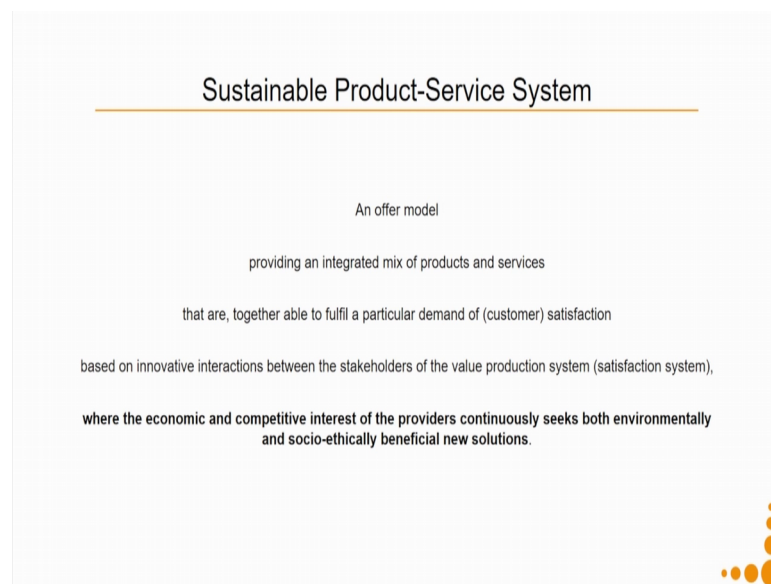 Sustainable Product-Service System
An offer model
providing an integrated mix of products and services
that are, together able to fulfil a particular demand of (customer) satisfaction
based on innovative interactions between the stakeholders of the value production system (satisfaction system),
where the economic and competitive interest of the providers continuously seeks both environmentally
and socio-ethically beneficial new solutions.